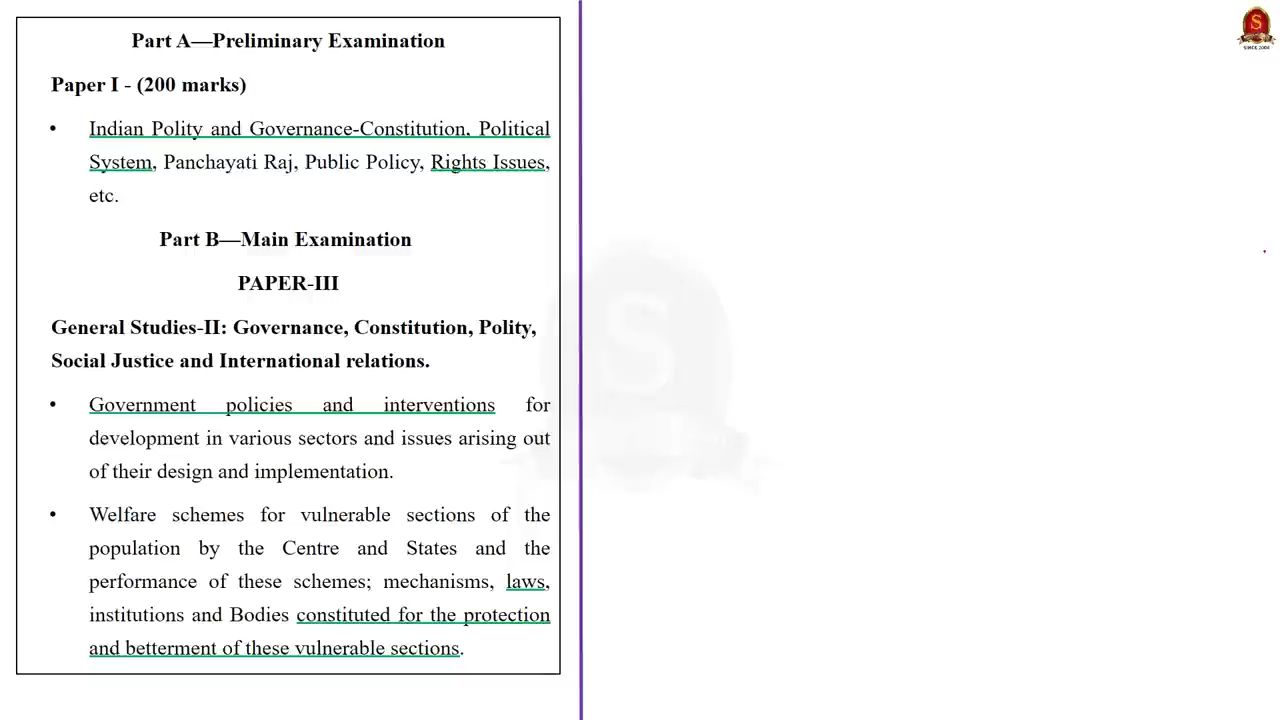 Part A—Preliminary Examination
Paper I - (200 marks)
• Indian Polity and Governance-Constitution, Political
System, Panchayati Raj, Public Policy, Rights Issues,
etc.
Part B—Main Examination
PAPER-III
General Studies-II: Governance, Constitution, Polity,
Social Justice and International relations.
• Government policies and interventions for
development in various sectors and issues arising out
of their design and implementation.
• Welfare schemes for vulnerable sections of the
population by the Centre and States and the
performance of these schemes; mechanisms, laws,
institutions and Bodies constituted for the protection
and betterment of these vulnerable sections.
S
SINCE 2004
S